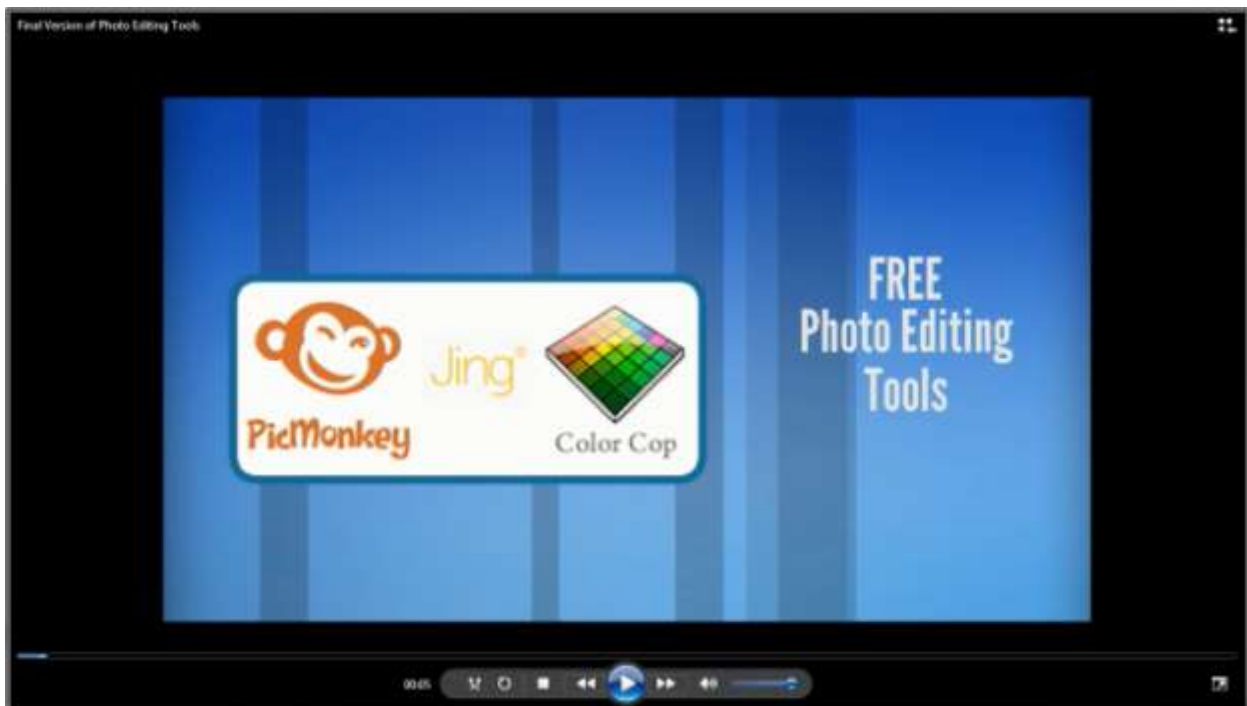 Final Version of Photo Editing Tools
FREE
Photo Editing
Tools
PicMonkey
Jing®
Color Cop
00:05